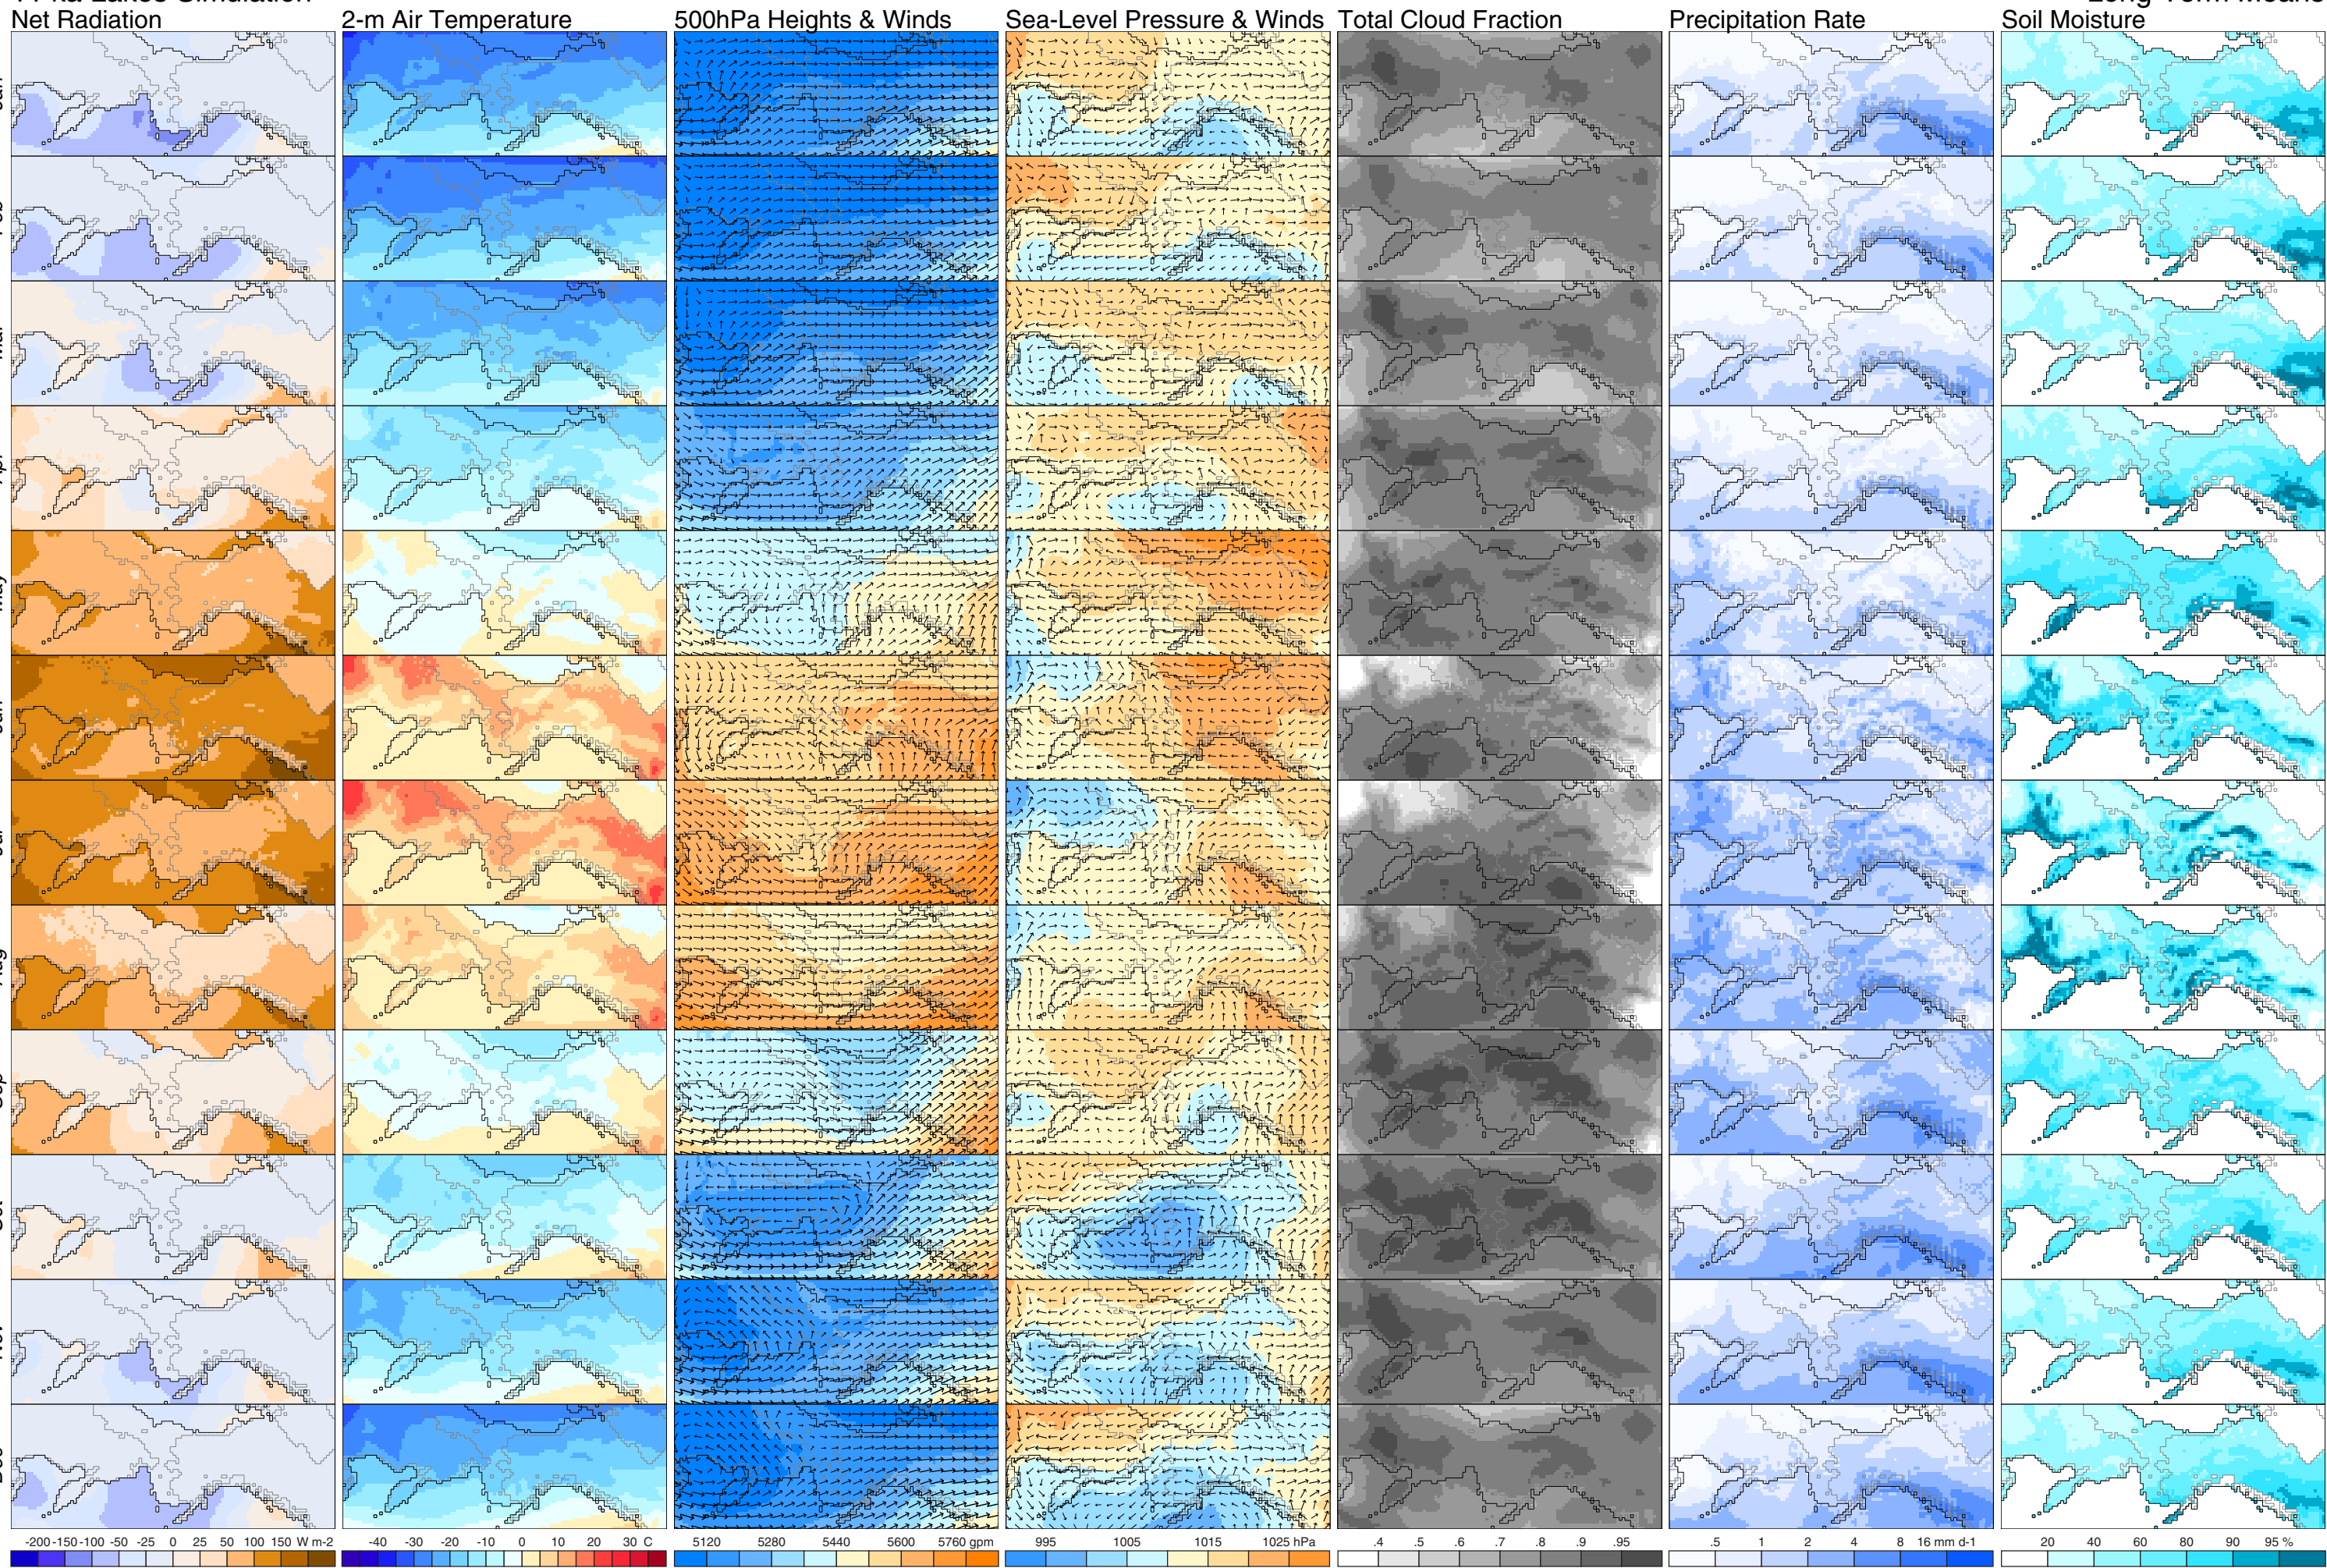 Net Radiation
2-m Air Temperature
500hPa Heights & Winds
Sea-Level Pressure & Winds
Total Cloud Fraction
Precipitation Rate
Soil Moisture
-200 -150 -100 -50 -25 0 25 50 100 150 W m-2
-40 -30 -20 -10 0 10 20 30 C
5120 5280 5440 5600 5760 gpm
995 1005 1015 1025 hPa
.4 .5 .6 .7 .8 .9 .95
.5 1 2 4 8 16 mm d-1
20 40 60 80 90 95 %